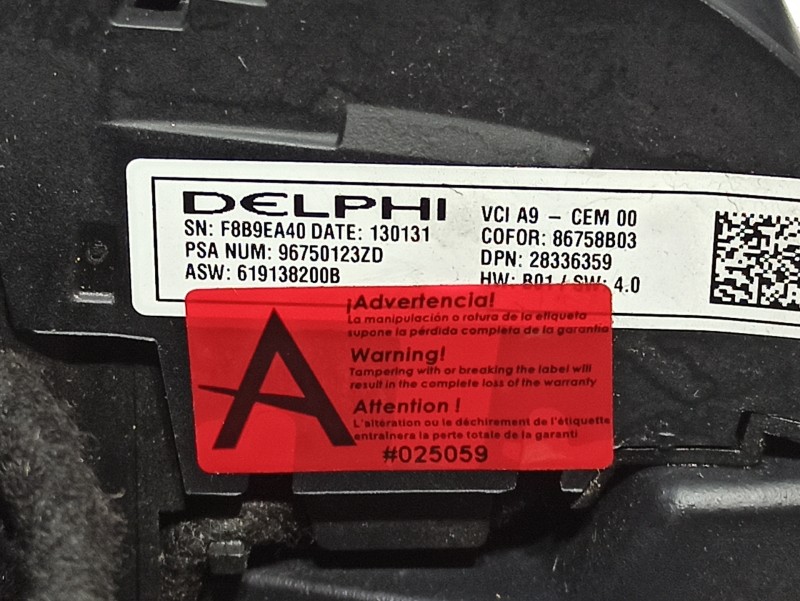 DELPHI
SN: F8B9EA40 DATE: 130131
PSA NUM: 96750123ZD
ASW: 619138200B
VCI A9 - CEM 00
COFOR: 86758B03
DPN: 28336359
HW: B01 / SW: 4.0
A
¡Advertencia!
La manipulación o rotura de la etiqueta
supone la pérdida completa de la garantía
Warning!
Tampering with or breaking the label will
result in the complete loss of the warranty
Attention !
L'altération ou le déchirement de l'étiquette
entraînera la perte totale de la garanti
#025059